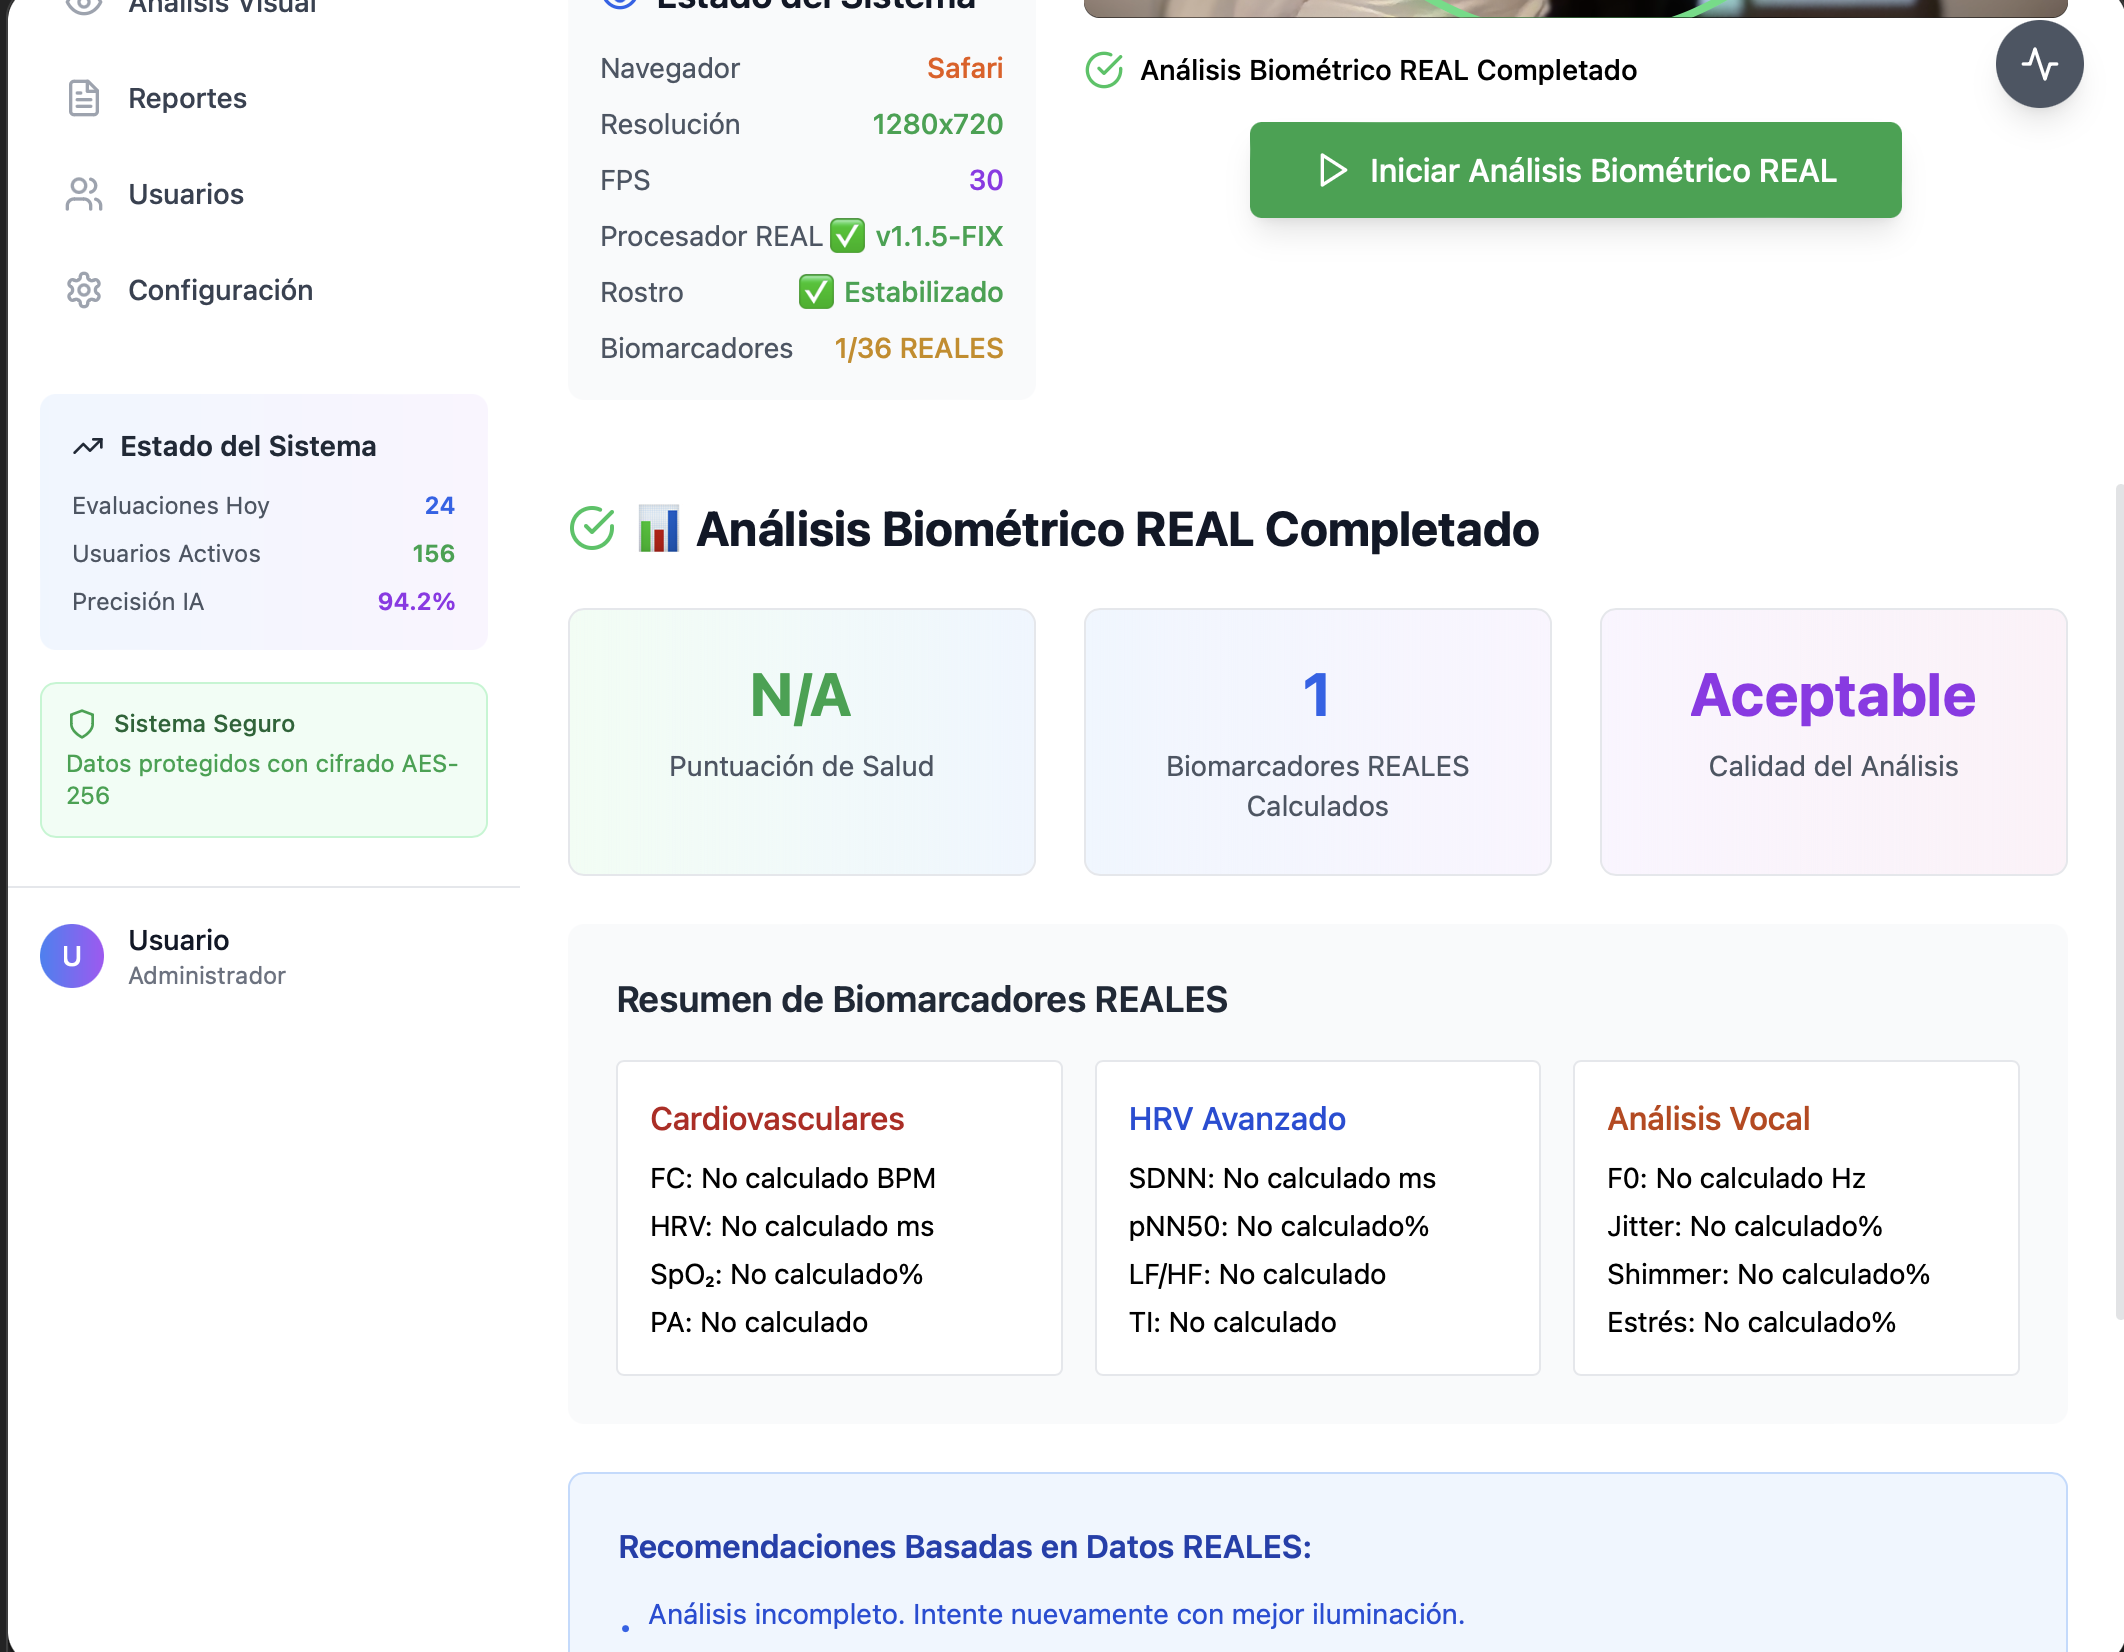 Análisis Visual
Reportes
Usuarios
Configuración
Estado del Sistema
Evaluaciones Hoy 24
Usuarios Activos 156
Precisión IA 94.2%
Sistema Seguro
Datos protegidos con cifrado AES-
256
U
Usuario
Administrador
Estado del Sistema
Navegador Safari
Resolución 1280x720
FPS 30
Procesador REAL ✅ v1.1.5-FIX
Rostro ✅ Estabilizado
Biomarcadores 1/36 REALES
Análisis Biométrico REAL Completado
Iniciar Análisis Biométrico REAL
📊 Análisis Biométrico REAL Completado
N/A
Puntuación de Salud
1
Biomarcadores REALES
Calculados
Aceptable
Calidad del Análisis
Resumen de Biomarcadores REALES
Cardiovasculares
FC: No calculado BPM
HRV: No calculado ms
SpO₂: No calculado%
PA: No calculado
HRV Avanzado
SDNN: No calculado ms
pNN50: No calculado%
LF/HF: No calculado
TI: No calculado
Análisis Vocal
F0: No calculado Hz
Jitter: No calculado%
Shimmer: No calculado%
Estrés: No calculado%
Recomendaciones Basadas en Datos REALES:
• Análisis incompleto. Intente nuevamente con mejor iluminación.